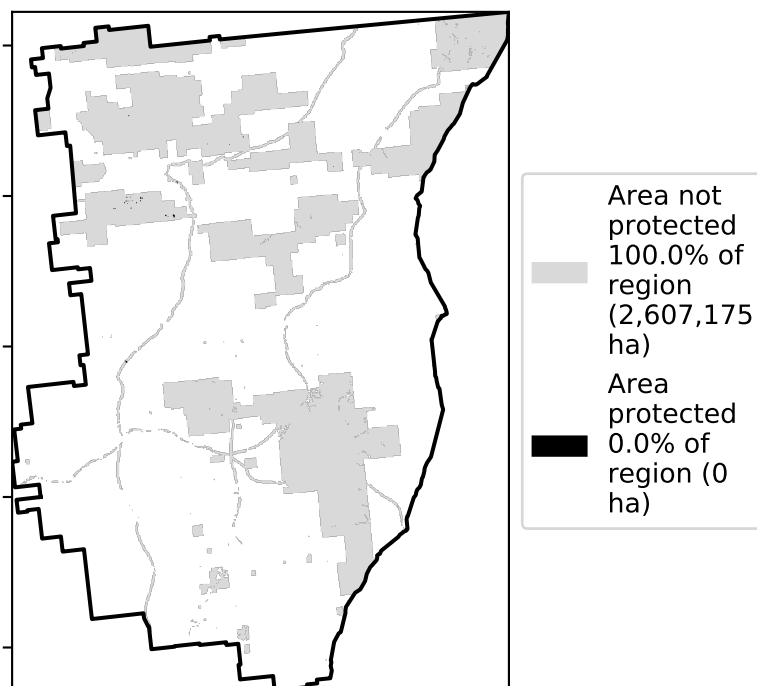 Area not
protected
100.0% of
region
(2,607,175
ha)
Area
protected
0.0% of
region (0
ha)